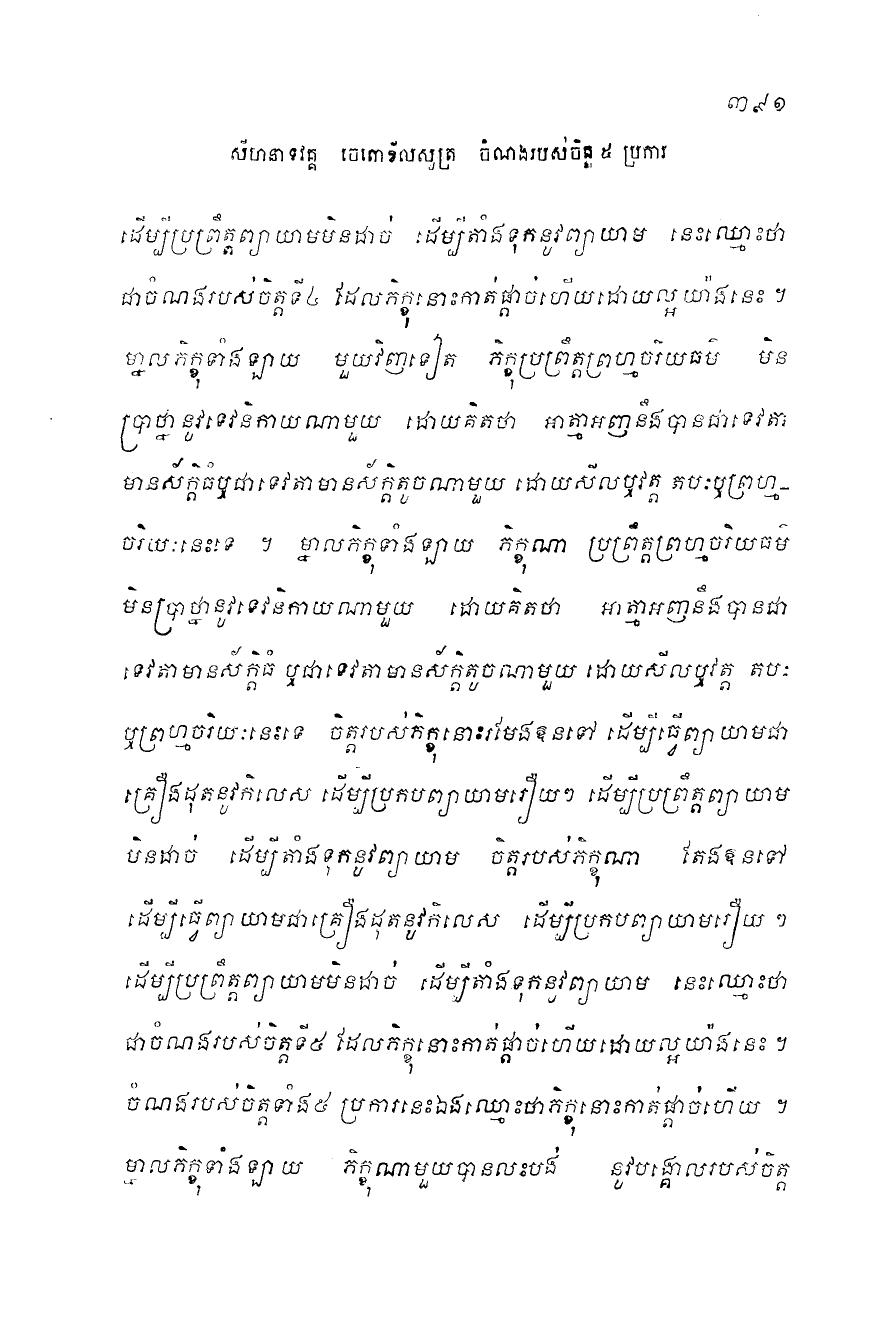 ៣៩១
សីហនាទវគ្គ ចេតោខីលសូត្រ ចំណងរបស់ចិត្ត ៥ ប្រការ
ដើម្បីប្រព្រឹត្តព្យាយាមមិនដាច់ ដើម្បីតាំងទុកនូវព្យាយាម នេះឈ្មោះថា
ជាចំណងរបស់ចិត្តទី៤ ដែលភិក្ខុនោះកាត់ផ្តាច់ហើយដោយល្អយ៉ាងនេះ ។
ម្នាលភិក្ខុទាំងឡាយ មួយវិញទៀត ភិក្ខុប្រព្រឹត្តព្រហ្មចរិយធម៌ មិន
ប្រាថ្នានូវទេវនិកាយណាមួយ ដោយគិតថា អាត្មាអញនឹងបានជាទេវតា
មានស័ក្តិធំឬជាទេវតាមានស័ក្តិតូចណាមួយ ដោយសីលឬវត្ត តបៈឬព្រហ្ម-
ចរិយៈនេះទេ ។ ម្នាលភិក្ខុទាំងឡាយ ភិក្ខុណា ប្រព្រឹត្តព្រហ្មចរិយធម៌
មិនប្រាថ្នានូវទេវនិកាយណាមួយ ដោយគិតថា អាត្មាអញនឹងបានជា
ទេវតាមានស័ក្តិធំ ឬជាទេវតាមានស័ក្តិតូចណាមួយ ដោយសីលឬវត្ត តបៈ
ឬព្រហ្មចរិយៈនេះទេ ចិត្តរបស់ភិក្ខុនោះរមែងឱនទៅ ដើម្បីធ្វើព្យាយាមជា
គ្រឿងដុតនូវកិលេស ដើម្បីប្រកបព្យាយាមរឿយៗ ដើម្បីប្រព្រឹត្តព្យាយាម
មិនដាច់ ដើម្បីតាំងទុកនូវព្យាយាម ចិត្តរបស់ភិក្ខុណា តែងឱនទៅ
ដើម្បីធ្វើព្យាយាមជាគ្រឿងដុតនូវកិលេស ដើម្បីប្រកបព្យាយាមរឿយ ៗ
ដើម្បីប្រព្រឹត្តព្យាយាមមិនដាច់ ដើម្បីតាំងទុកនូវព្យាយាម នេះឈ្មោះថា
ជាចំណងរបស់ចិត្តទី៥ ដែលភិក្ខុនោះកាត់ផ្តាច់ហើយដោយល្អយ៉ាងនេះ ។
ចំណងរបស់ចិត្តទាំង៥ ប្រការនេះឯងឈ្មោះថាភិក្ខុនោះកាត់ផ្តាច់ហើយ ។
ម្នាលភិក្ខុទាំងឡាយ ភិក្ខុណាមួយបានលះបង់ នូវបង្គោលរបស់ចិត្ត